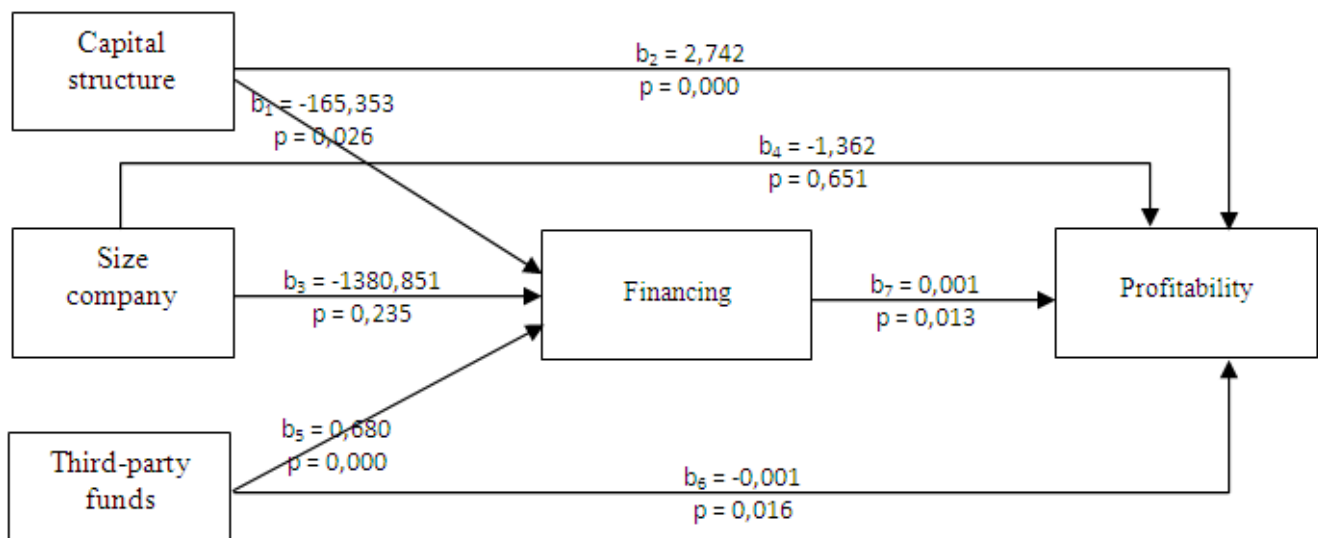 Capital
structure
b₂ = 2,742
p = 0,000
b₁ = -165,353
p = 0,026
b₄ = -1,362
p = 0,651
Size
company
b₃ = -1380,851
p = 0,235
Financing
b₇ = 0,001
p = 0,013
Profitability
Third-party
funds
b₅ = 0,680
p = 0,000
b₆ = -0,001
p = 0,016